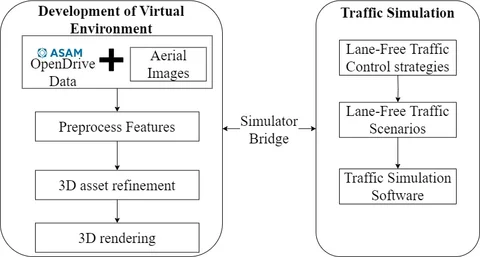 Development of Virtual
Environment
ASAM
OpenDrive
Data
Aerial
Images
Preprocess Features
3D asset refinement
3D rendering
Simulator
Bridge
Traffic Simulation
Lane-Free Traffic
Control strategies
Lane-Free Traffic
Scenarios
Traffic Simulation
Software